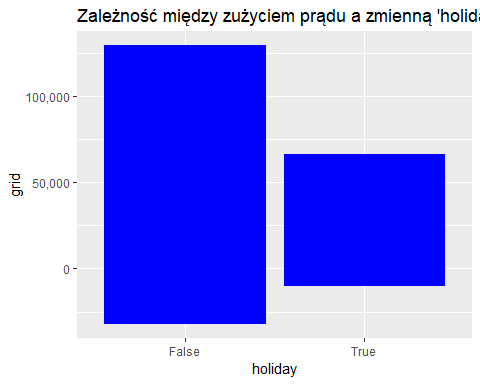 Zależność między zużyciem prądu a zmienną 'holida
100,000
50,000
0
grid
False
True
holiday